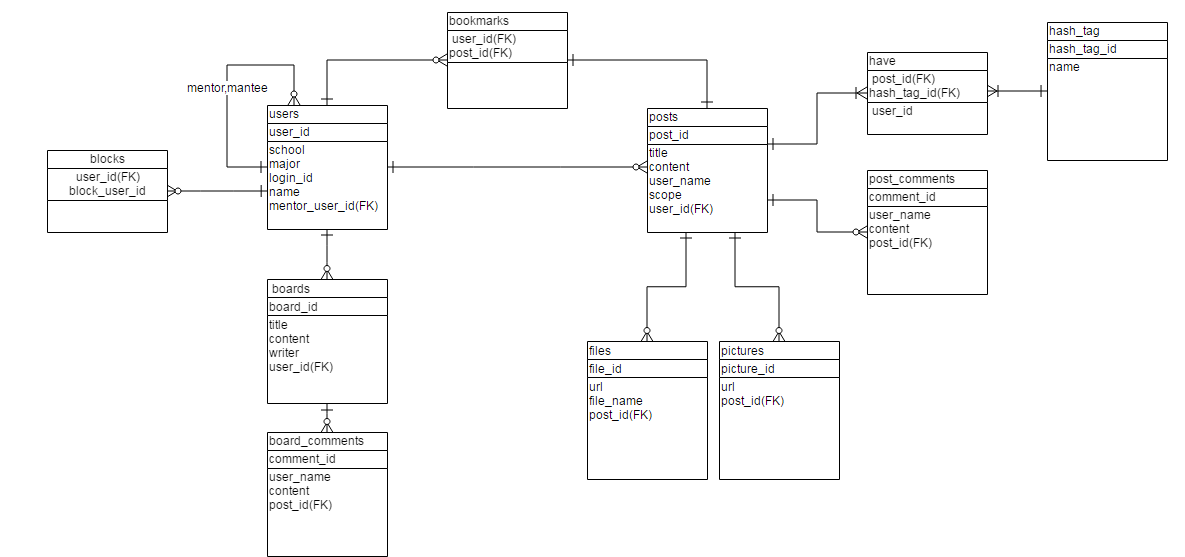 bookmarks
user_id(FK)
post_id(FK)
hash_tag
hash_tag_id
name
have
post_id(FK)
hash_tag_id(FK)
user_id
mentor,mantee
users
user_id
school
major
login_id
name
mentor_user_id(FK)
posts
post_id
title
content
user_name
scope
user_id(FK)
blocks
user_id(FK)
block_user_id
post_comments
comment_id
user_name
content
post_id(FK)
boards
board_id
title
content
writer
user_id(FK)
files
file_id
url
file_name
post_id(FK)
pictures
picture_id
url
post_id(FK)
board_comments
comment_id
user_name
content
post_id(FK)